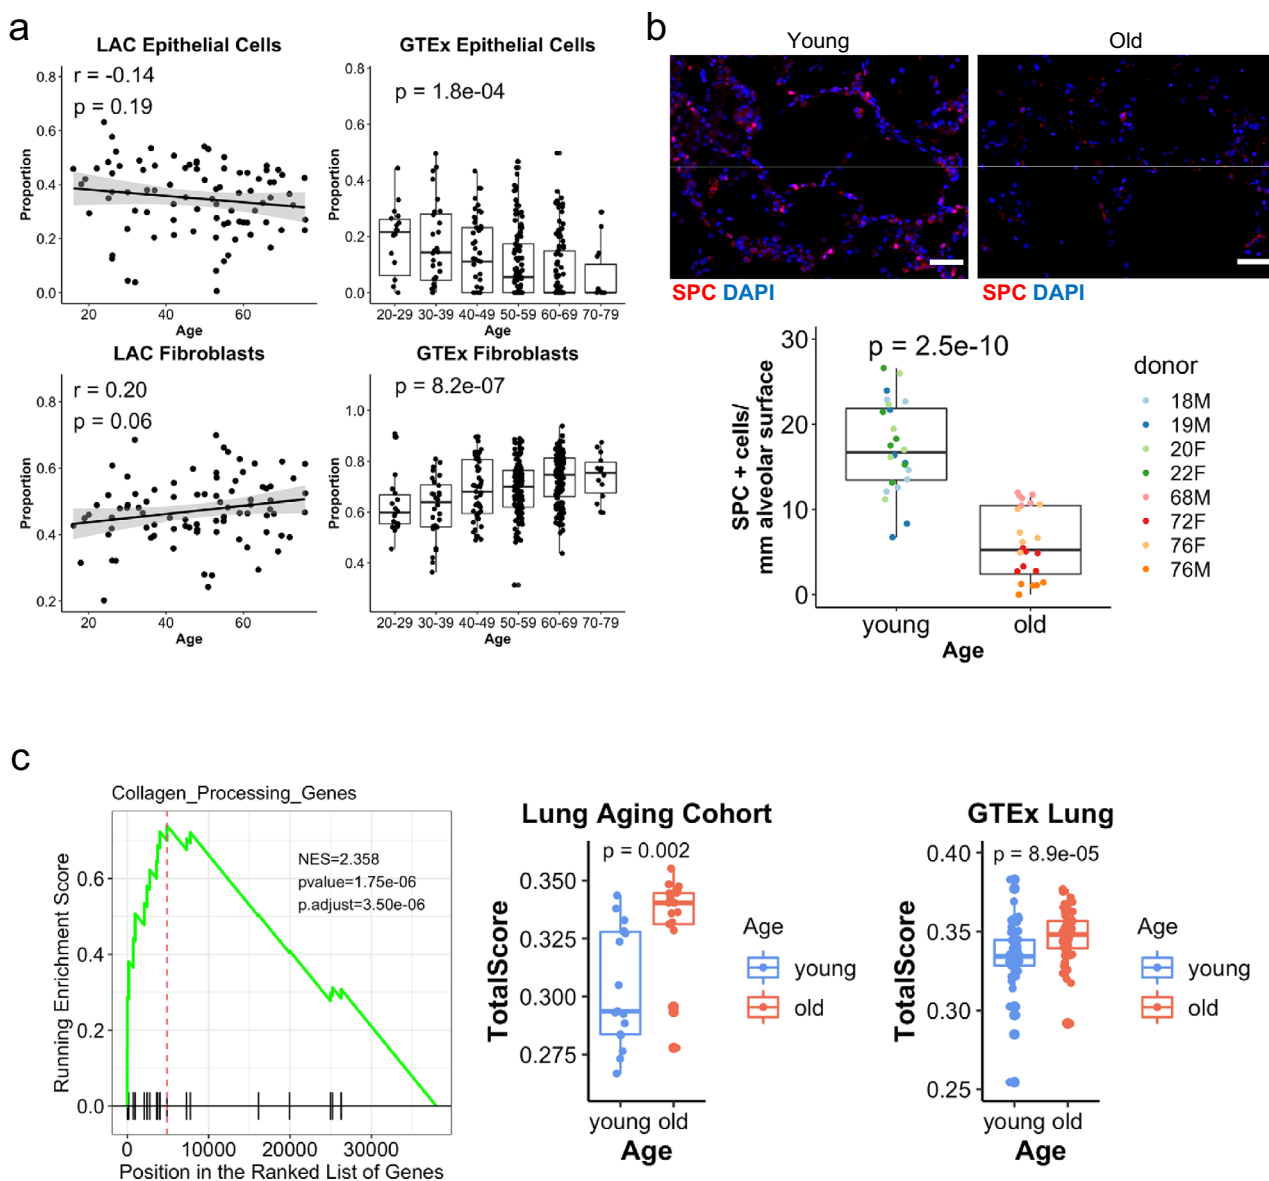 a
LAC Epithelial Cells
r = -0.14
p = 0.19
Proportion
0.8
0.6
0.4
0.2
0.0
20
40
60
Age
GTEx Epithelial Cells
p = 1.8e-04
Proportion
0.8
0.6
0.4
0.2
0.0
20-29 30-39 40-49 50-59 60-69 70-79
Age
LAC Fibroblasts
r = 0.20
p = 0.06
Proportion
0.8
0.6
0.4
0.2
20
40
60
Age
GTEx Fibroblasts
p = 8.2e-07
Proportion
1.0
0.8
0.6
0.4
20-29 30-39 40-49 50-59 60-69 70-79
Age
b
Young
Old
SPC DAPI
SPC DAPI
p = 2.5e-10
SPC + cells/
mm alveolar surface
30
20
10
0
young
old
Age
donor
18M
19M
20F
22F
68M
72F
76F
76M
c
Collagen_Processing_Genes
NES=2.358
pvalue=1.75e-06
p.adjust=3.50e-06
Running Enrichment Score
0.6
0.4
0.2
0.0
0
10000
20000
30000
Position in the Ranked List of Genes
Lung Aging Cohort
p = 0.002
TotalScore
0.350
0.325
0.300
0.275
young old
Age
Age
young
old
GTEx Lung
p = 8.9e-05
TotalScore
0.40
0.35
0.30
0.25
young old
Age
Age
young
old